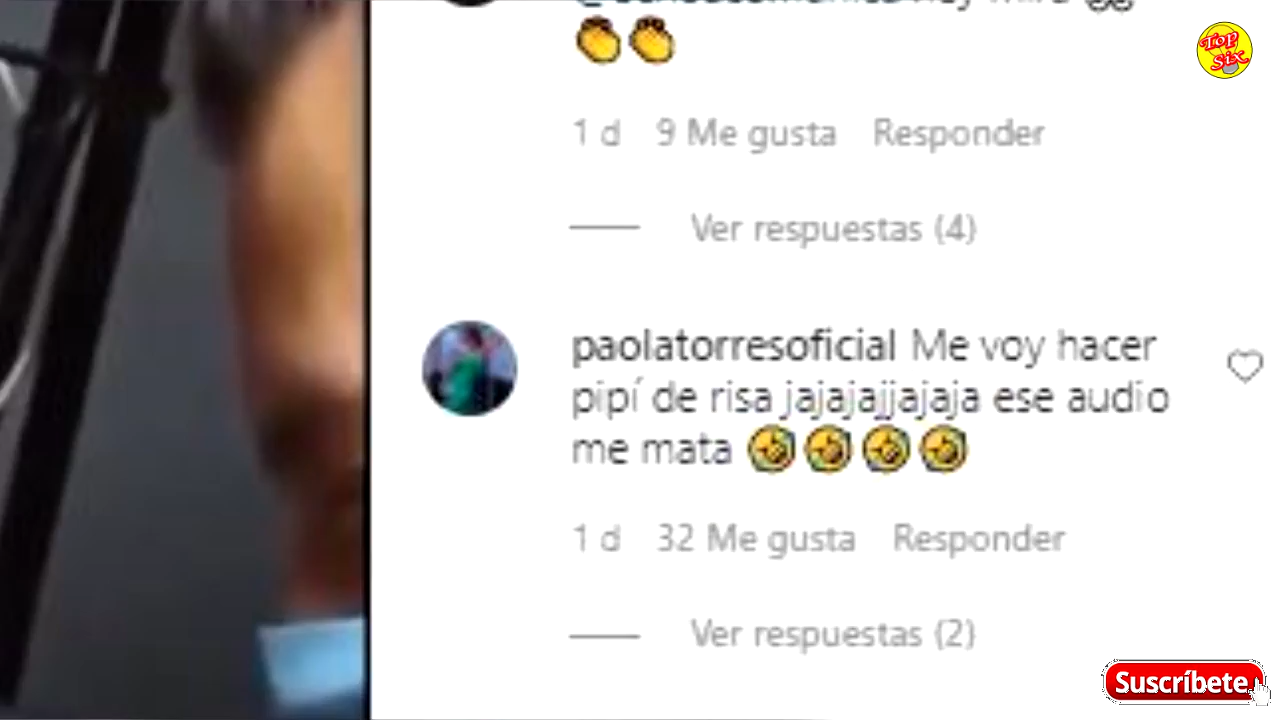 Top
Six
👏👏
1 d 9 Me gusta Responder
Ver respuestas (4)
paolatorresoficial Me voy hacer
pipí de risa jajajajjajaja ese audio
me mata 🤣🤣🤣🤣
1 d 32 Me gusta Responder
Ver respuestas (2)
Suscríbete